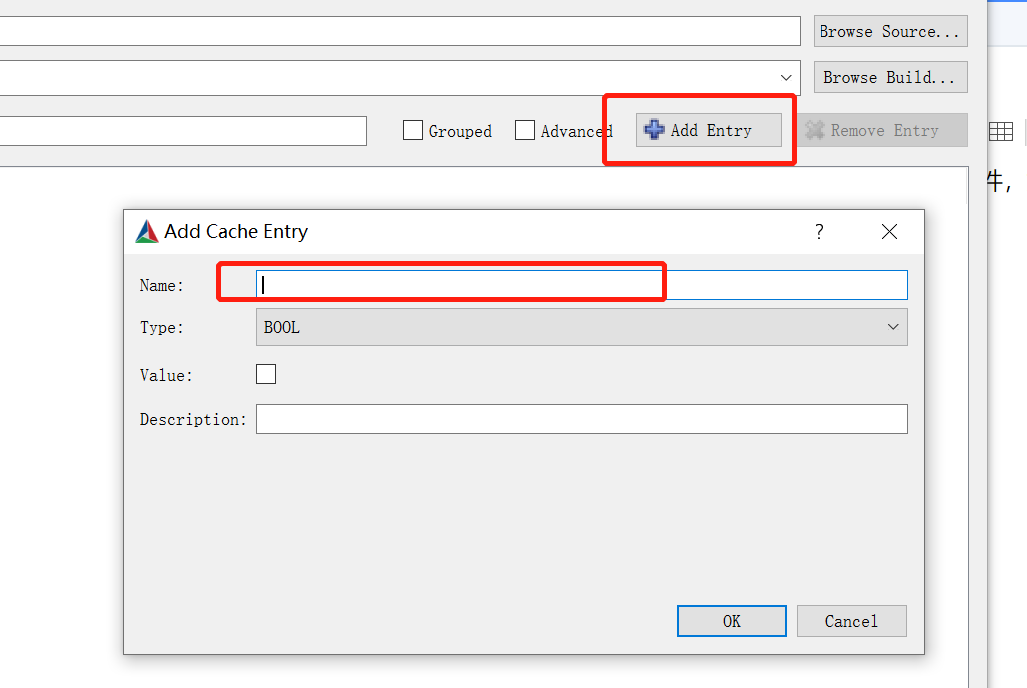 Browse Source...
Browse Build...
Grouped
Advanced
Add Entry
Remove Entry
件,
Add Cache Entry
?
Name:
Type:
BOOL
Value:
Description:
OK
Cancel